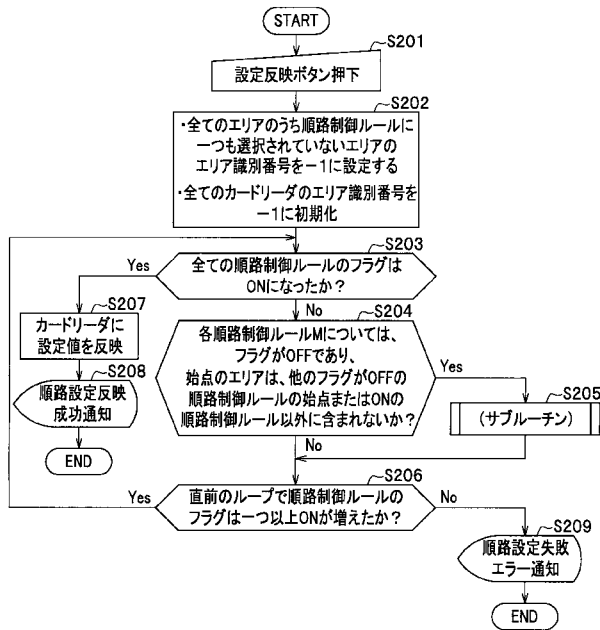 START
S201
設定反映ボタン押下
S202
・全てのエリアのうち順路制御ルールに
一つも選択されていないエリアの
エリア識別番号を−1に設定する
・全てのカードリーダのエリア識別番号を
−1に初期化
S203
全ての順路制御ルールのフラグは
ONになったか？
Yes
No
S207
カードリーダに
設定値を反映
S208
順路設定反映
成功通知
END
S204
各順路制御ルールMについては、
フラグがOFFであり、
始点のエリアは、他のフラグがOFFの
順路制御ルールの始点またはONの
順路制御ルール以外に含まれないか？
Yes
No
S205
(サブルーチン)
S206
直前のループで順路制御ルールの
フラグは一つ以上ONが増えたか？
Yes
No
S209
順路設定失敗
エラー通知
END